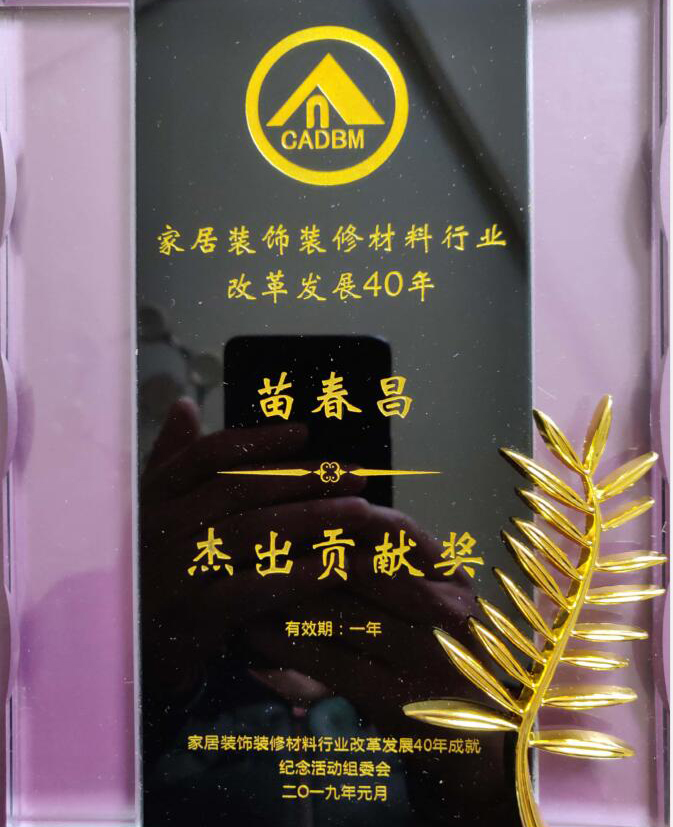 CADBM
家居装饰装修材料行业
改革发展40年
苗春昌
杰出贡献奖
有效期：一年
家居装饰装修材料行业改革发展40年成就
纪念活动组委会
二〇一九年元月